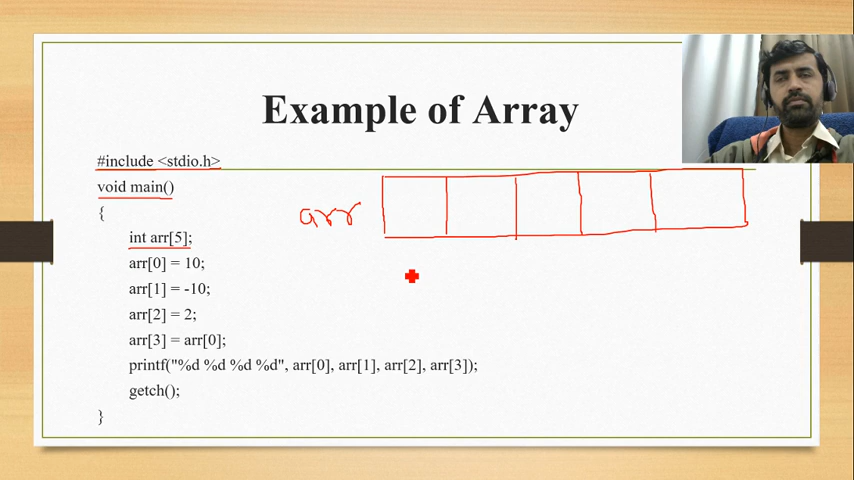 Example of Array
#include <stdio.h>
void main()
{
int arr[5];
arr
arr[0] = 10;
arr[1] = -10;
arr[2] = 2;
arr[3] = arr[0];
printf("%d %d %d %d", arr[0], arr[1], arr[2], arr[3]);
getch();
}